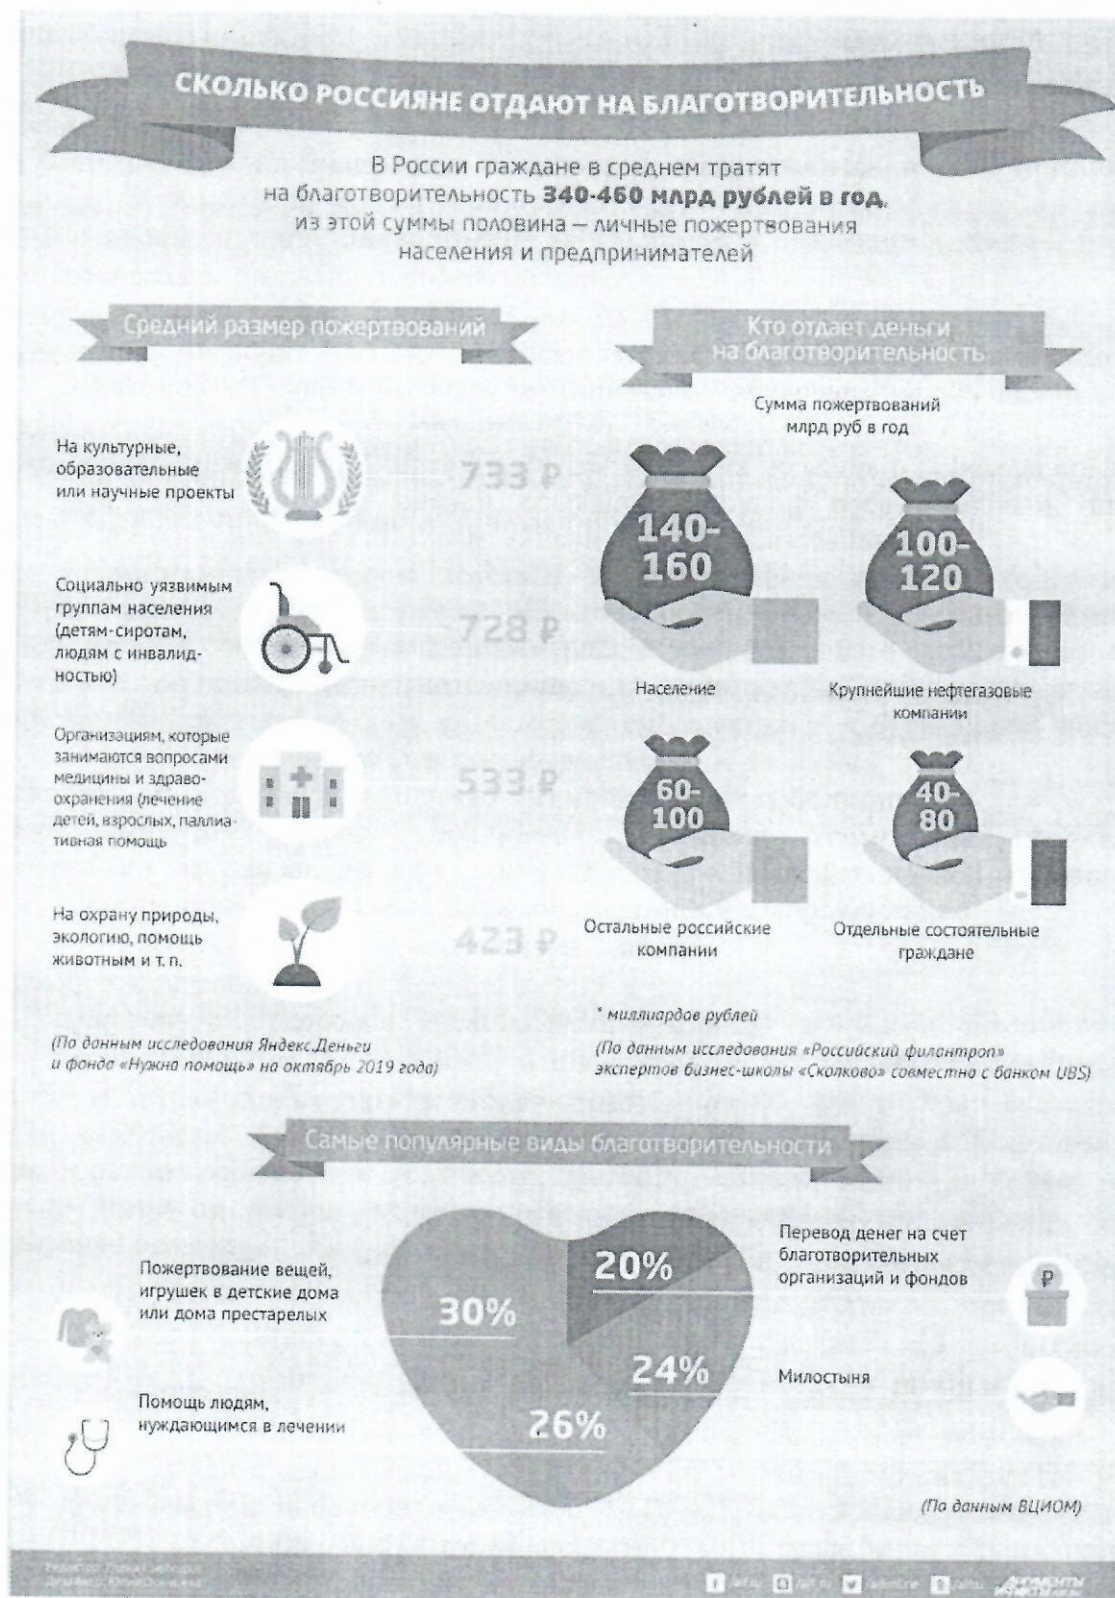 СКОЛЬКО РОССИЯНЕ ОТДАЮТ НА БЛАГОТВОРИТЕЛЬНОСТЬ
В России граждане в среднем тратят
на благотворительность 340-460 млрд рублей в год,
из этой суммы половина — личные пожертвования
населения и предпринимателей
Средний размер пожертвований
На культурные,
образовательные
или научные проекты
733 ₽
Социально уязвимым
группам населения
(детям-сиротам,
людям с инвалид-
ностью)
728 ₽
Организациям, которые
занимаются вопросами
медицины и здраво-
охранения (лечение
детей, взрослых, паллиа-
тивная помощь
533 ₽
На охрану природы,
экологию, помощь
животным и т. п.
423 ₽
(По данным исследования Яндекс.Деньги
и фонда «Нужна помощь» на октябрь 2019 года)
Кто отдает деньги
на благотворительность
Сумма пожертвований
млрд руб в год
140-
160
Население
100-
120
Крупнейшие нефтегазовые
компании
60-
100
Остальные российские
компании
40-
80
Отдельные состоятельные
граждане
* миллиардов рублей
(По данным исследования «Российский филантроп»
экспертов бизнес-школы «Сколково» совместно с банком UBS)
Самые популярные виды благотворительности
Пожертвование вещей,
игрушек в детские дома
или дома престарелых
30%
Помощь людям,
нуждающимся в лечении
26%
20%
Перевод денег на счет
благотворительных
организаций и фондов
₽
24%
Милостыня
(По данным ВЦИОМ)
АРГУМЕНТЫ